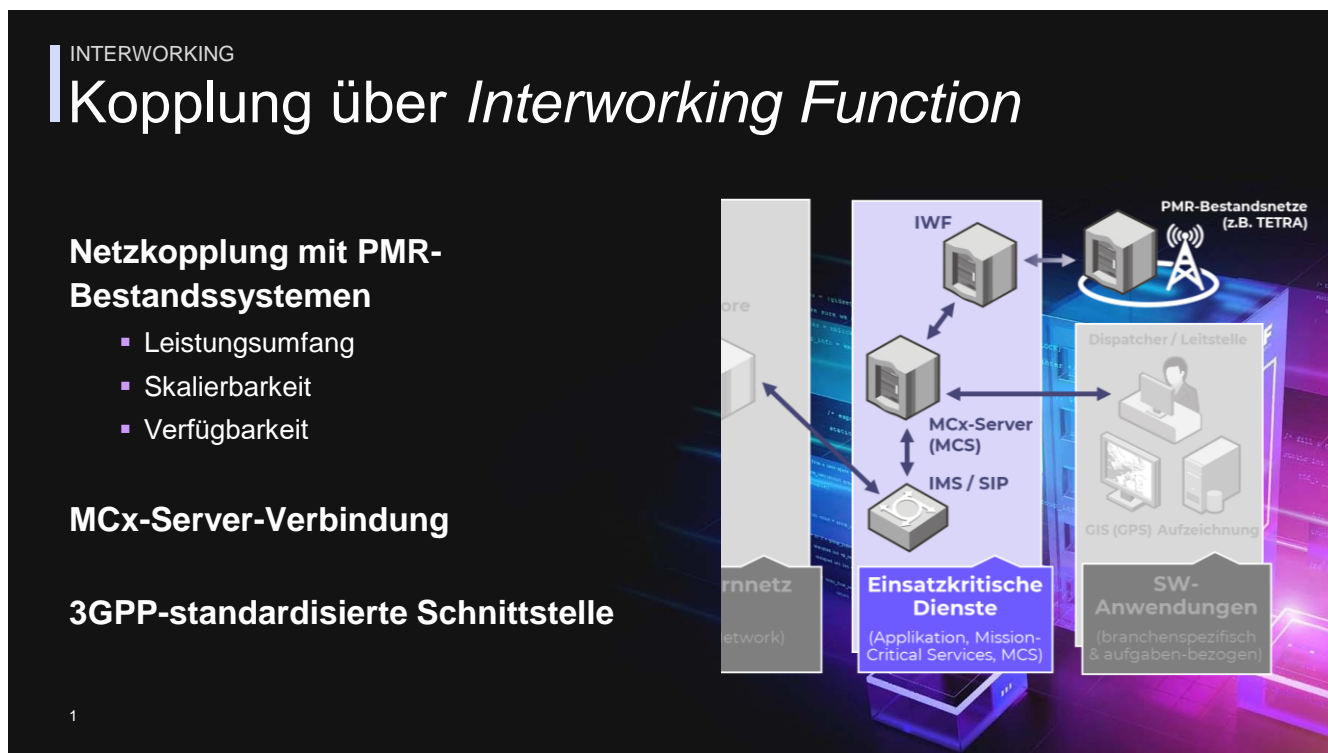 INTERWORKING
Kopplung über Interworking Function
Netzkopplung mit PMR-
Bestandssystemen
▪ Leistungsumfang
▪ Skalierbarkeit
▪ Verfügbarkeit
MCx-Server-Verbindung
3GPP-standardisierte Schnittstelle
1
IWF
PMR-Bestandsnetze
(z.B. TETRA)
ore
Dispatcher / Leitstelle
MCx-Server
(MCS)
IMS / SIP
GIS (GPS) Aufzeichnung
rnnetz
etwork)
Einsatzkritische
Dienste
(Applikation, Mission-
Critical Services, MCS)
SW-
Anwendungen
(branchenspezifisch
& aufgaben-bezogen)